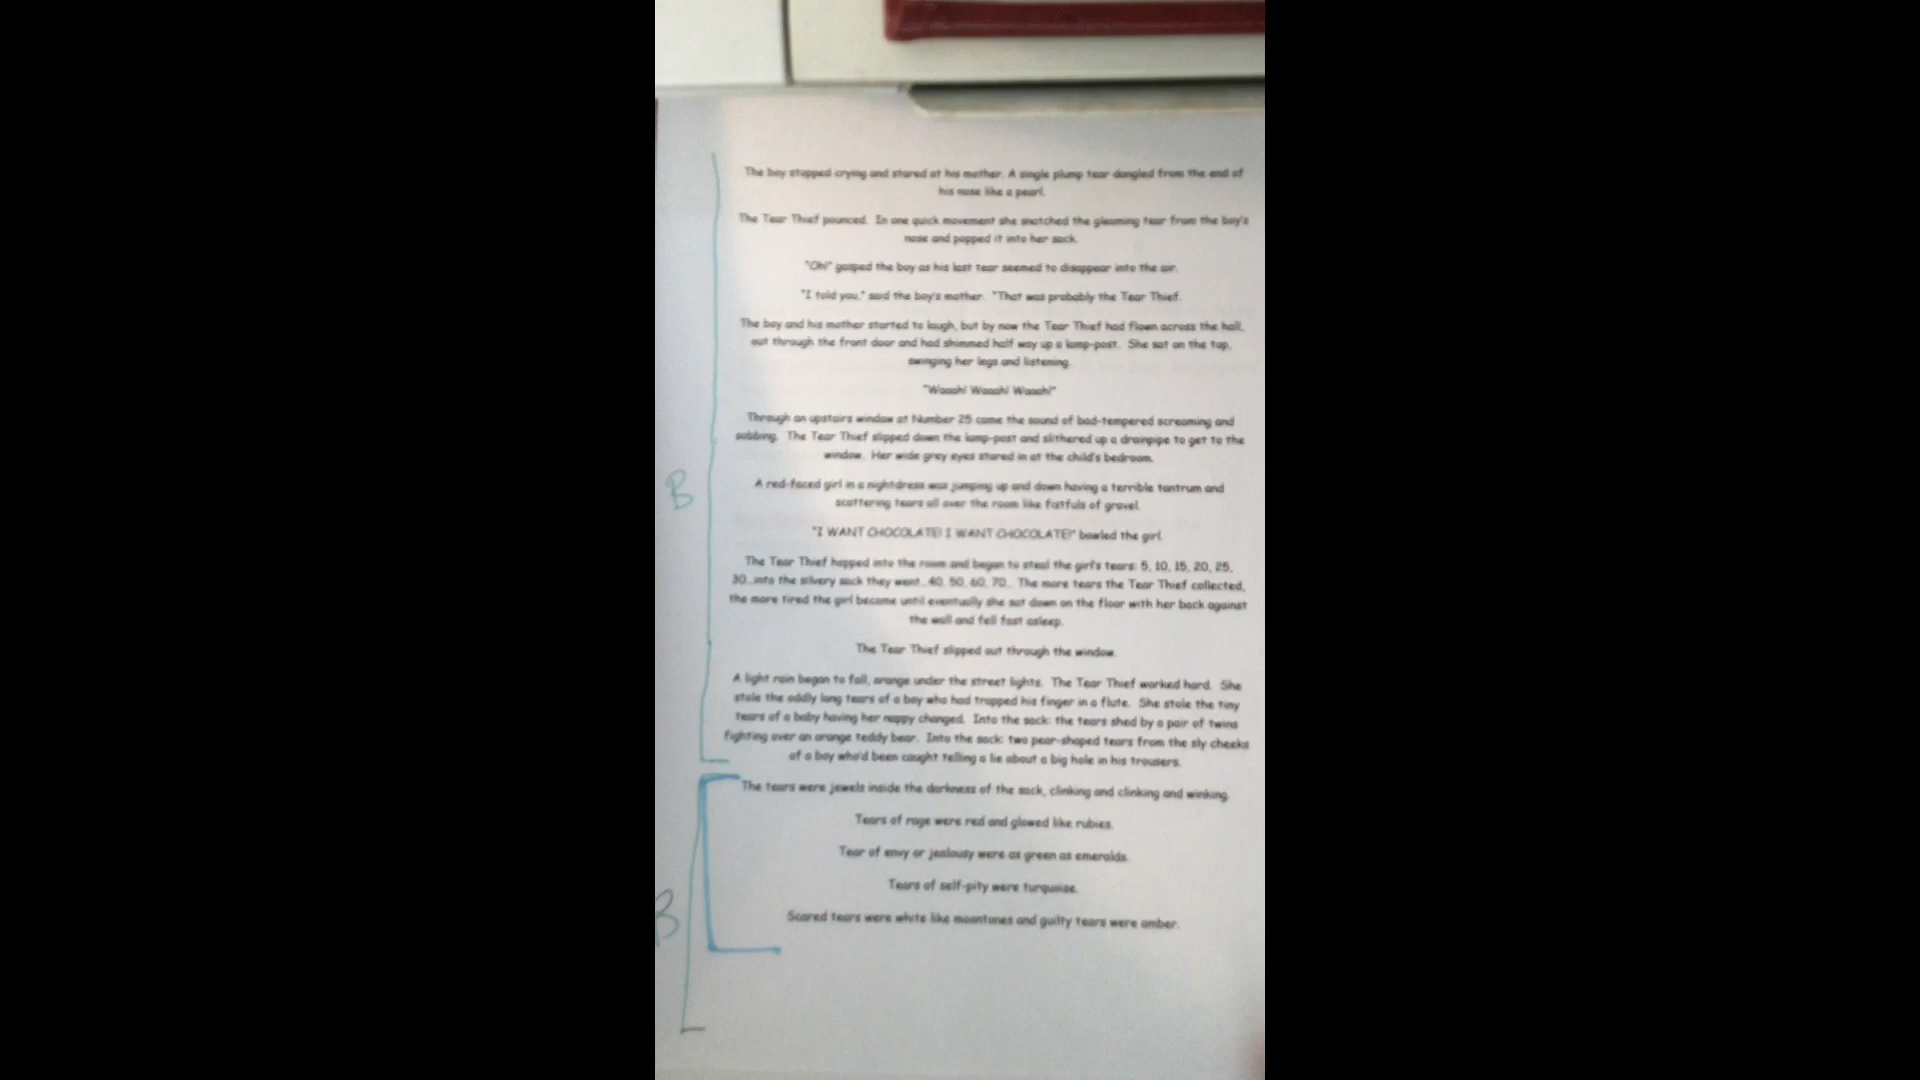 The boy stopped crying and stared at his mother. A single plump tear dangled from the end of
his nose like a pearl.
The Tear Thief pounced. In one quick movement she snatched the gleaming tear from the boy's
nose and popped it into her sack.
"Oh!" gasped the boy as his last tear seemed to disappear into the air.
"I told you," said the boy's mother. "That was probably the Tear Thief.
The boy and his mother started to laugh, but by now the Tear Thief had flown across the hall,
out through the front door and had shimmed half way up a lamp-post. She sat on the top,
swinging her legs and listening.
"Waaah! Waaah! Waaah!"
Through an upstairs window at Number 25 came the sound of bad-tempered screaming and
sobbing. The Tear Thief slipped down the lamp-post and slithered up a drainpipe to get to the
window. Her wide grey eyes stared in at the child's bedroom.
A red-faced girl in a nightdress was jumping up and down having a terrible tantrum and
scattering tears all over the room like fistfuls of gravel.
"I WANT CHOCOLATE! I WANT CHOCOLATE!" bawled the girl.
The Tear Thief hopped into the room and began to steal the girl's tears: 5, 10, 15, 20, 25,
30...into the silvery sack they went...40, 50, 60, 70... The more tears the Tear Thief collected,
the more tired the girl became until eventually she sat down on the floor with her back against
the wall and fell fast asleep.
The Tear Thief slipped out through the window.
A light rain began to fall, orange under the street lights. The Tear Thief worked hard. She
stole the oddly long tears of a boy who had trapped his finger in a flute. She stole the tiny
tears of a baby having her nappy changed. Into the sack: the tears shed by a pair of twins
fighting over an orange teddy bear. Into the sack: two pear-shaped tears from the sly cheeks
of a boy who'd been caught telling a lie about a big hole in his trousers.
B
The tears were jewels inside the darkness of the sack, clinking and clinking and winking.
Tears of rage were red and glowed like rubies.
Tear of envy or jealousy were as green as emeralds.
Tears of self-pity were turquoise.
Scared tears were white like moontones and guilty tears were amber.
B